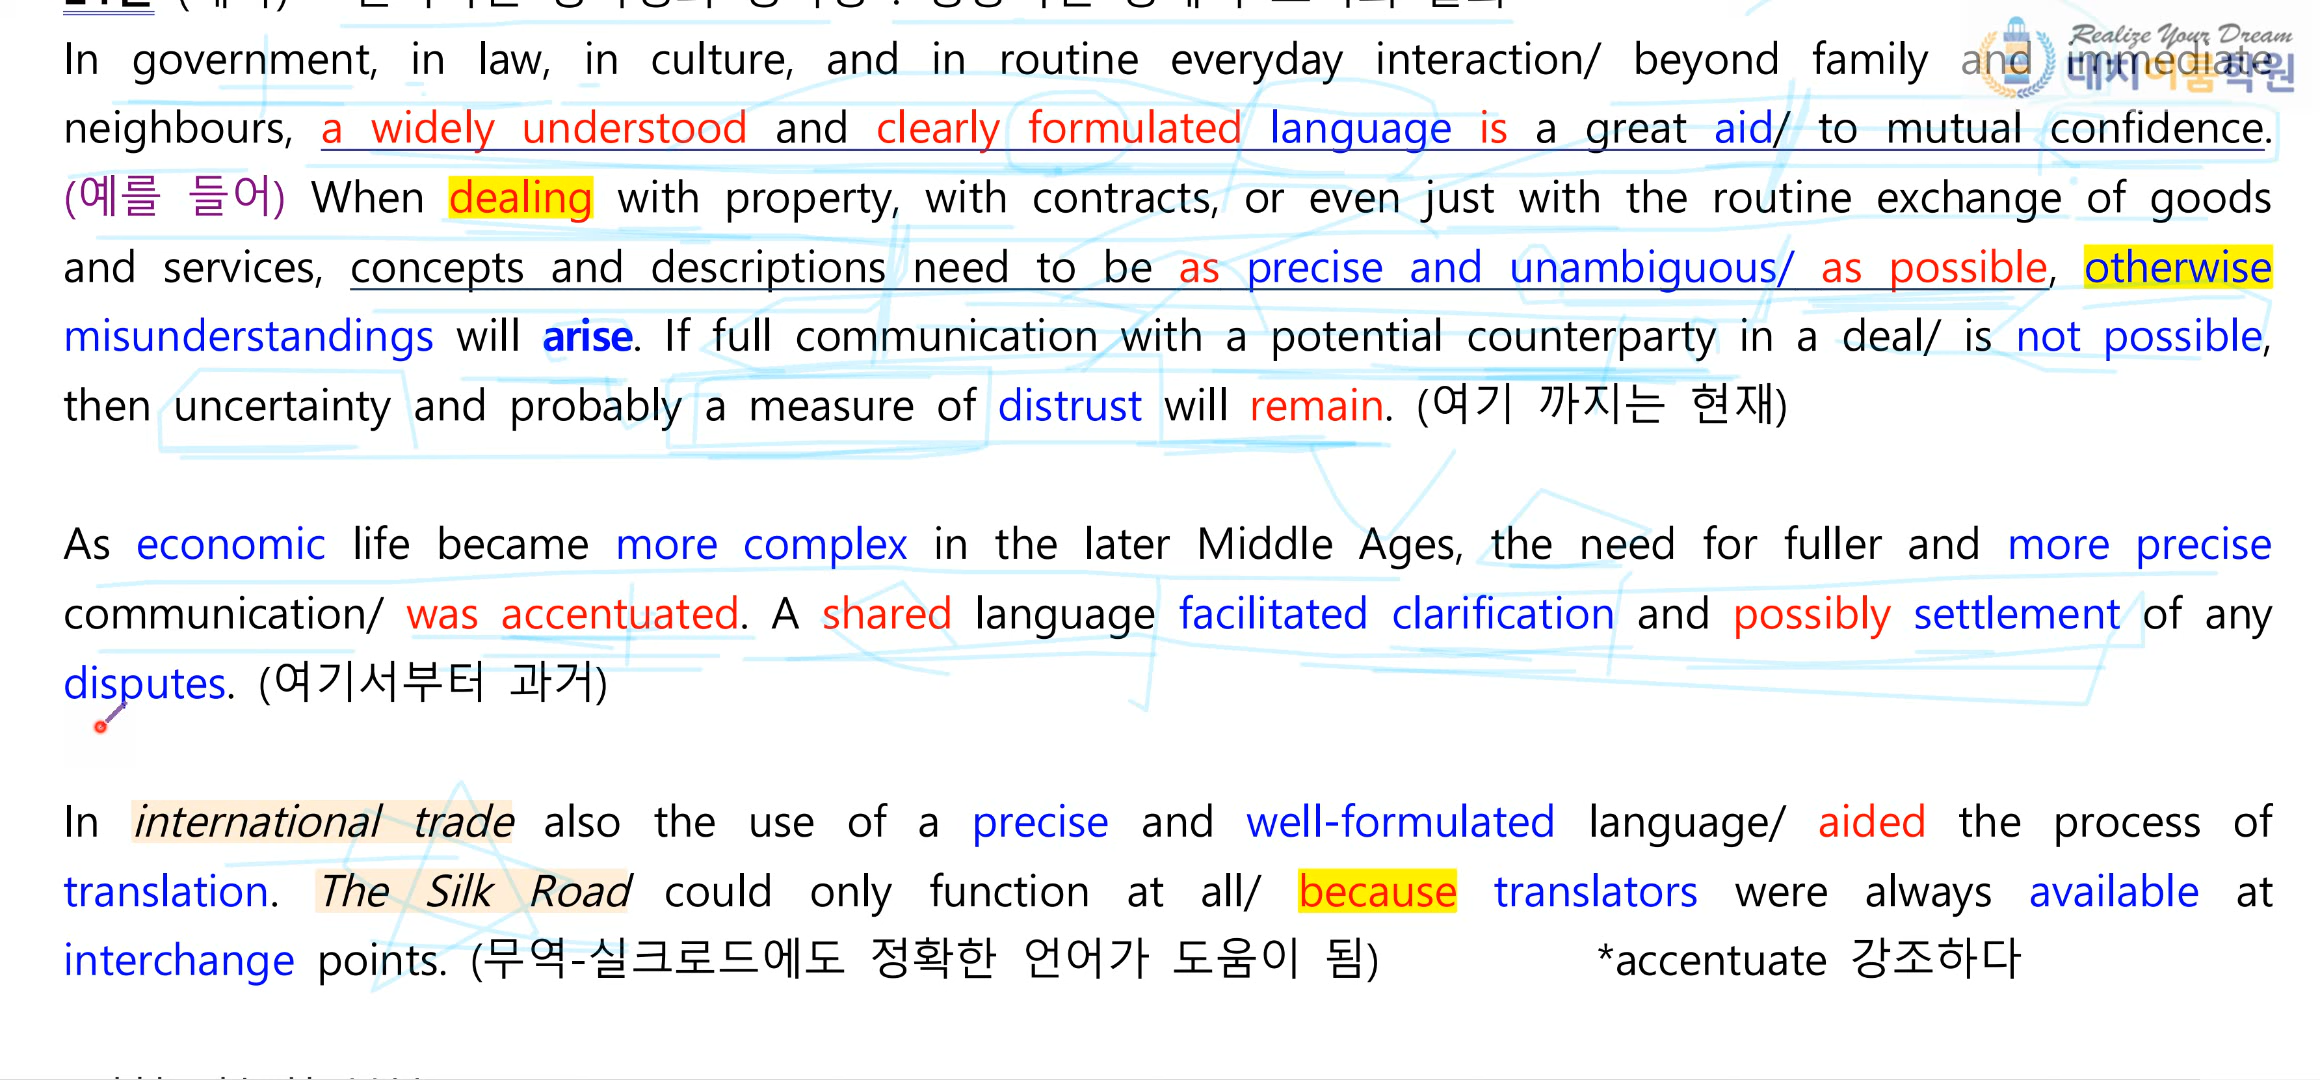 Realize Your Dream
대치이룸학원
In government, in law, in culture, and in routine everyday interaction/ beyond family and immediate
neighbours, a widely understood and clearly formulated language is a great aid/ to mutual confidence.
(예를 들어) When dealing with property, with contracts, or even just with the routine exchange of goods
and services, concepts and descriptions need to be as precise and unambiguous/ as possible, otherwise
misunderstandings will arise. If full communication with a potential counterparty in a deal/ is not possible,
then uncertainty and probably a measure of distrust will remain. (여기 까지는 현재)
As economic life became more complex in the later Middle Ages, the need for fuller and more precise
communication/ was accentuated. A shared language facilitated clarification and possibly settlement of any
disputes. (여기서부터 과거)
In international trade also the use of a precise and well-formulated language/ aided the process of
translation. The Silk Road could only function at all/ because translators were always available at
interchange points. (무역-실크로드에도 정확한 언어가 도움이 됨) *accentuate 강조하다